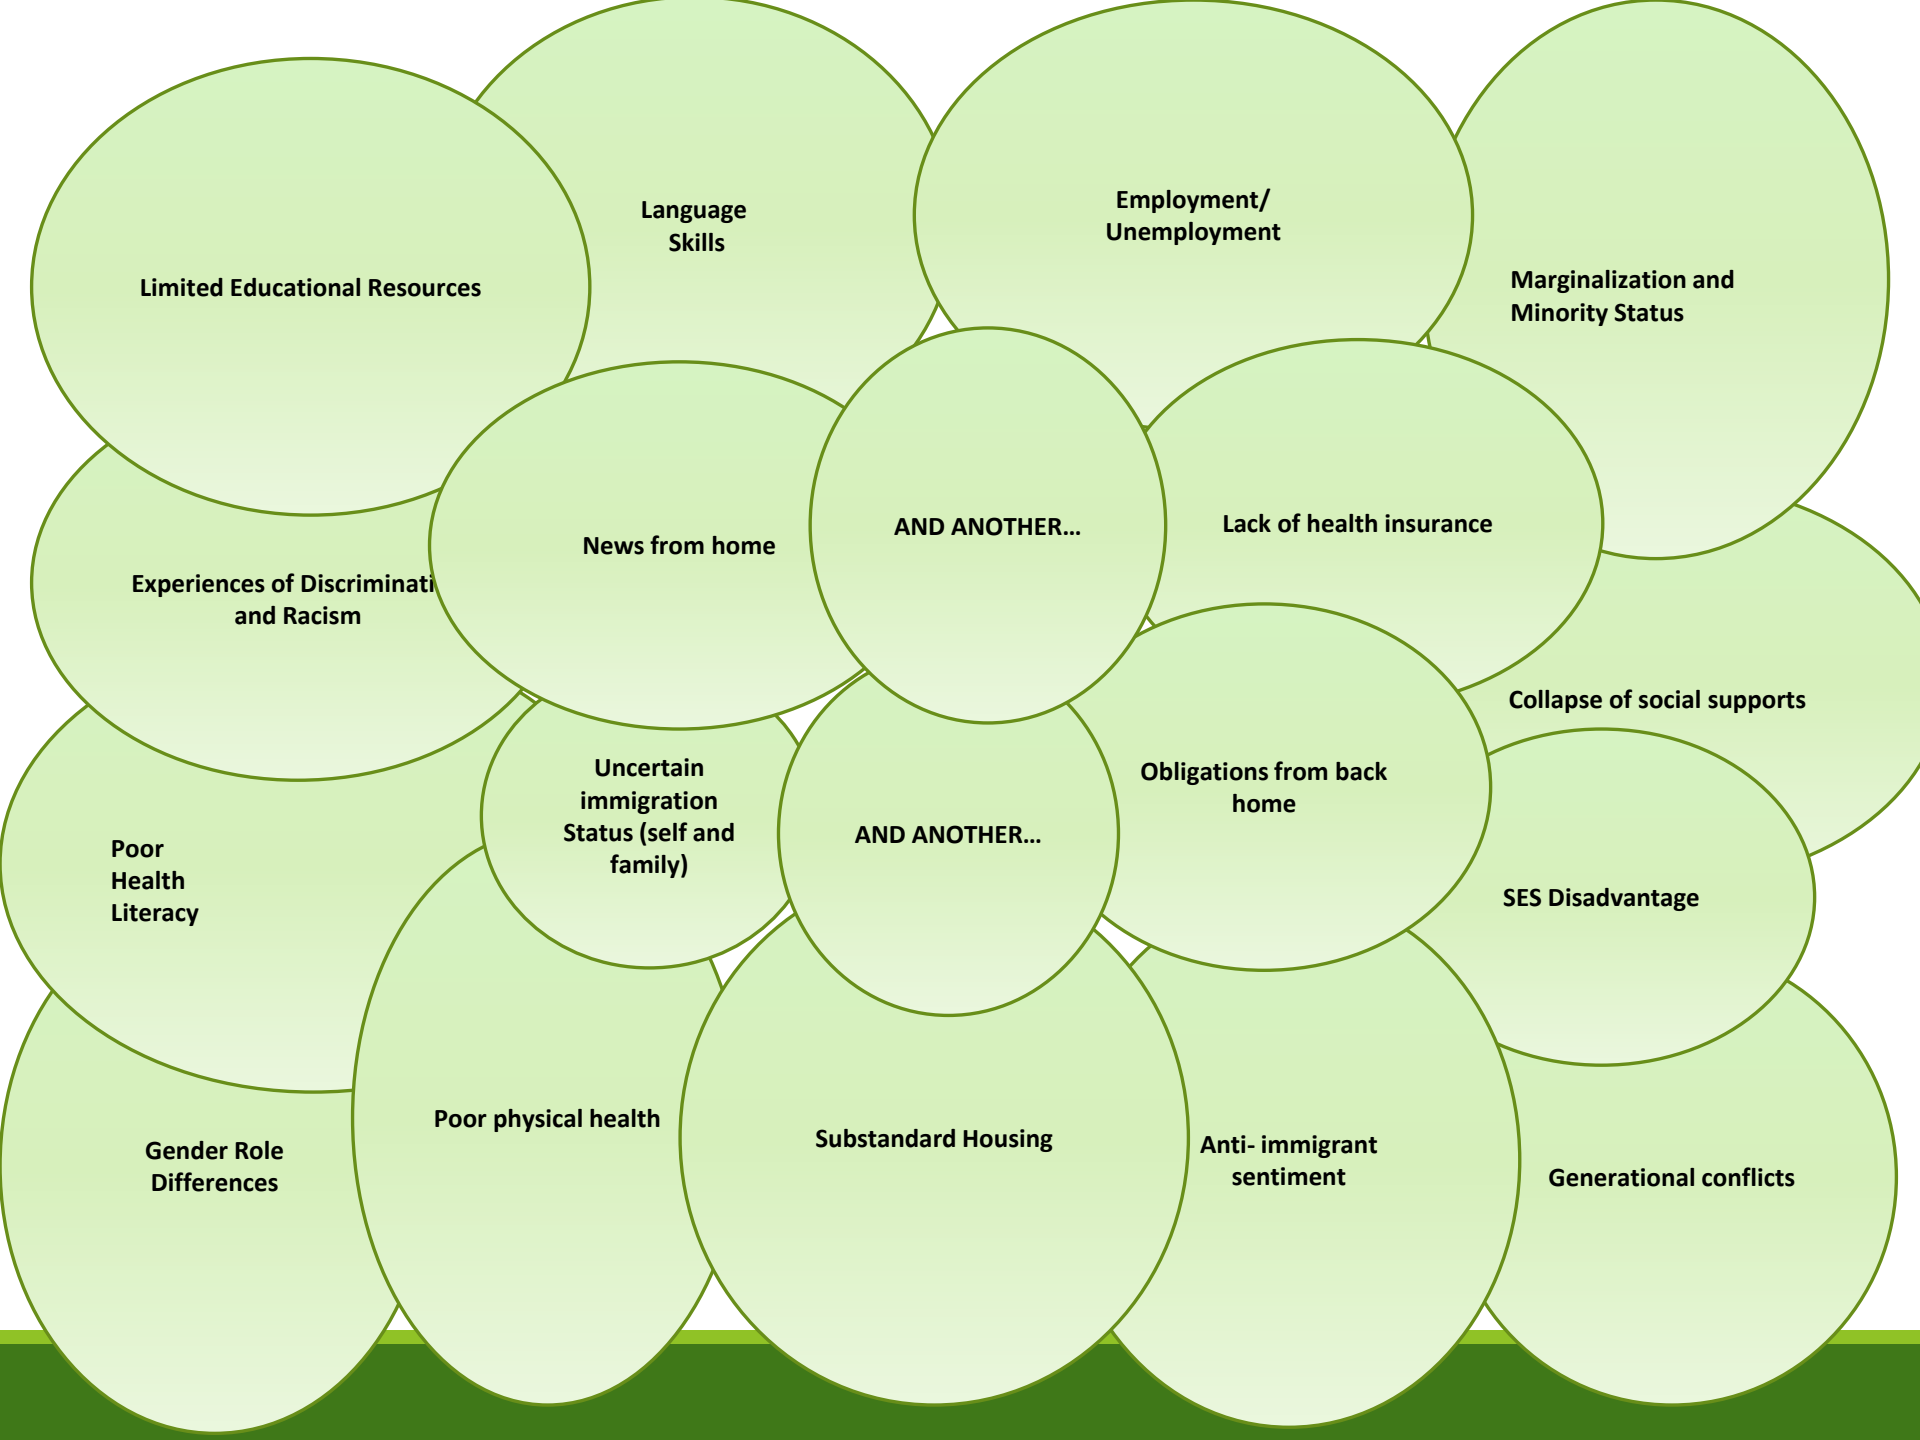 Language
Skills
Employment/
Unemployment
Limited Educational Resources
Marginalization and
Minority Status
News from home
AND ANOTHER...
Lack of health insurance
Experiences of Discriminati
and Racism
Collapse of social supports
Uncertain
immigration
Status (self and
family)
AND ANOTHER...
Obligations from back
home
Poor
Health
Literacy
SES Disadvantage
Gender Role
Differences
Poor physical health
Substandard Housing
Anti- immigrant
sentiment
Generational conflicts